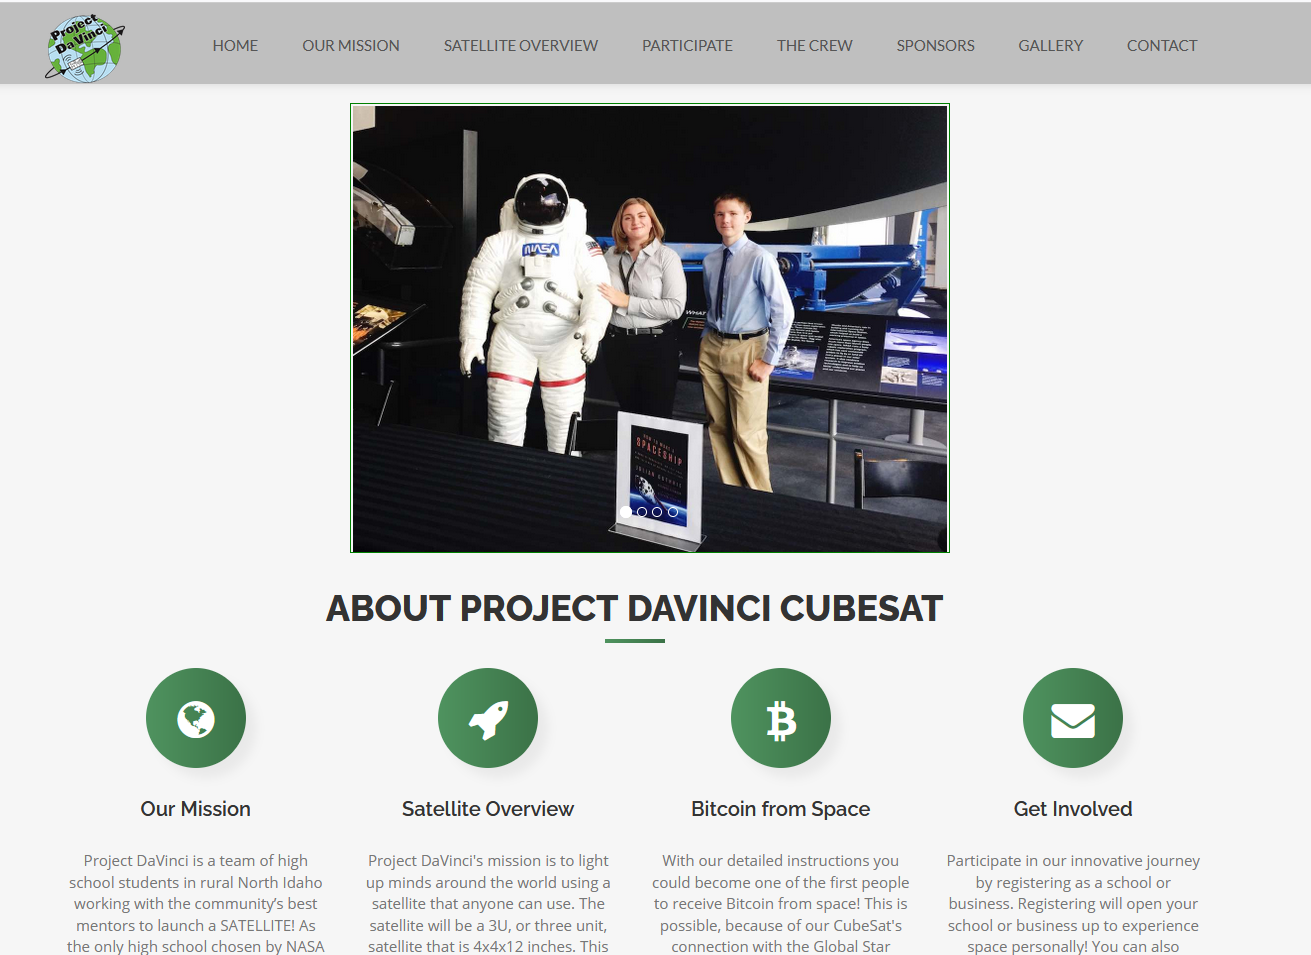 Project
DaVinci
HOME
OUR MISSION
SATELLITE OVERVIEW
PARTICIPATE
THE CREW
SPONSORS
GALLERY
CONTACT
NASA
WHAT
SPACESHIP
JULIAN GUTHRIE
ABOUT PROJECT DAVINCI CUBESAT
Our Mission
Project DaVinci is a team of high
school students in rural North Idaho
working with the community’s best
mentors to launch a SATELLITE! As
the only high school chosen by NASA
Satellite Overview
Project DaVinci's mission is to light
up minds around the world using a
satellite that anyone can use. The
satellite will be a 3U, or three unit,
satellite that is 4x4x12 inches. This
Bitcoin from Space
With our detailed instructions you
could become one of the first people
to receive Bitcoin from space! This is
possible, because of our CubeSat's
connection with the Global Star
Get Involved
Participate in our innovative journey
by registering as a school or
business. Registering will open your
school or business up to experience
space personally! You can also